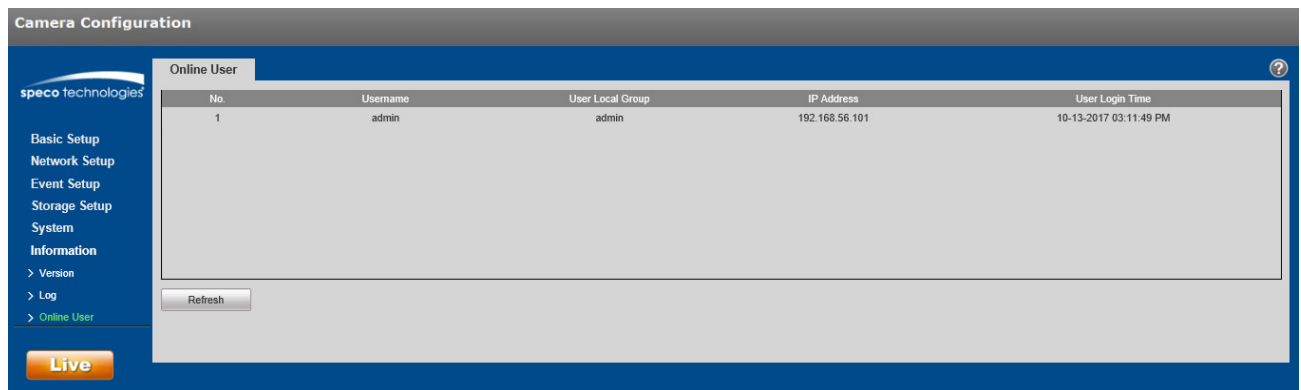 Camera Configuration
speco technologies
Online User
?
No. Username User Local Group IP Address User Login Time
1 admin admin 192.168.56.101 10-13-2017 03:11:49 PM
Basic Setup
Network Setup
Event Setup
Storage Setup
System
Information
> Version
> Log
> Online User
Refresh
Live